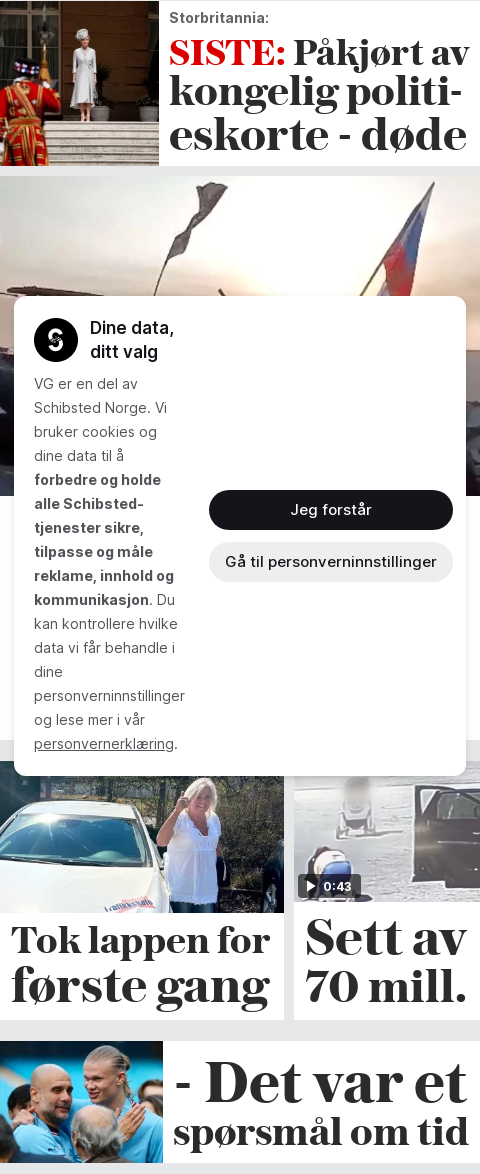 Storbritannia:
SISTE: Påkjørt av
kongelig politi-
eskorte - døde
Dine data,
ditt valg
VG er en del av
Schibsted Norge. Vi
bruker cookies og
dine data til å
forbedre og holde
alle Schibsted-
tjenester sikre,
tilpasse og måle
reklame, innhold og
kommunikasjon. Du
kan kontrollere hvilke
data vi får behandle i
dine
personverninnstillinger
og lese mer i vår
personvernerklæring.
Jeg forstår
Gå til personverninnstillinger
0:43
Tok lappen for
første gang
Sett av
70 mill.
- Det var et
spørsmål om tid